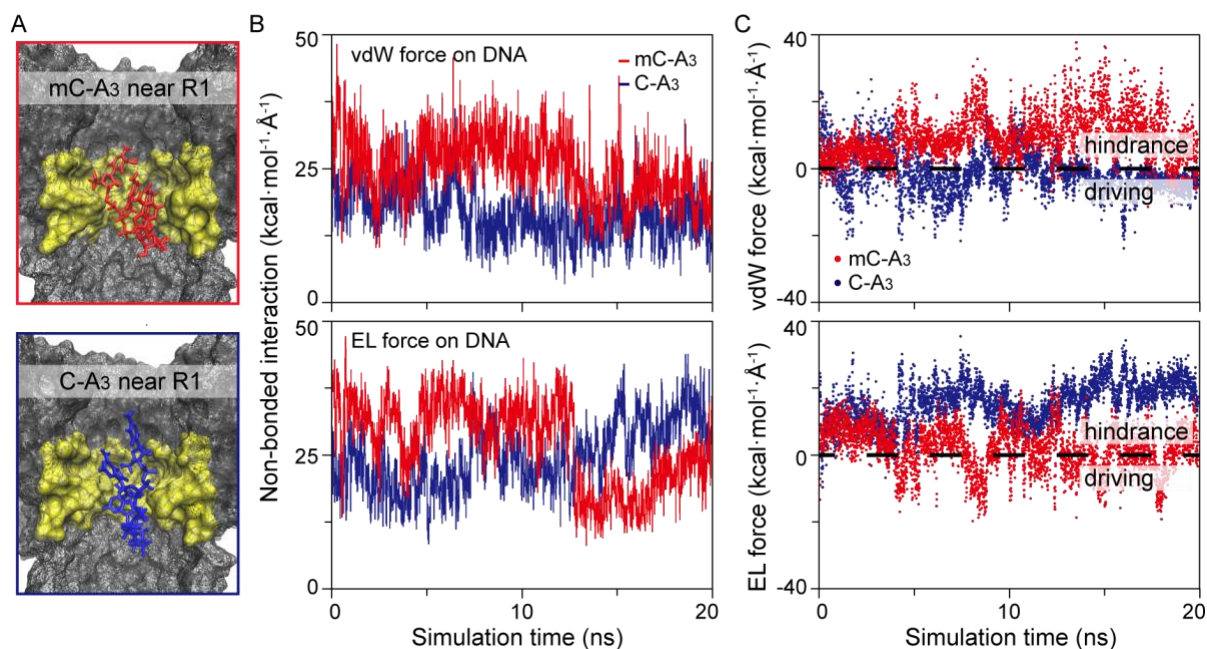 A
mC-A3 near R1
C-A3 near R1
B
Non-bonded interaction (kcal·mol-1·Å-1)
50
vdW force on DNA
mC-A3
C-A3
25
0
50
EL force on DNA
25
0
0
10
20
Simulation time (ns)
C
vdW force (kcal·mol-1·Å-1)
40
0
hindrance
driving
mC-A3
C-A3
-40
EL force (kcal·mol-1·Å-1)
40
0
hindrance
driving
-40
0
10
20
Simulation time (ns)